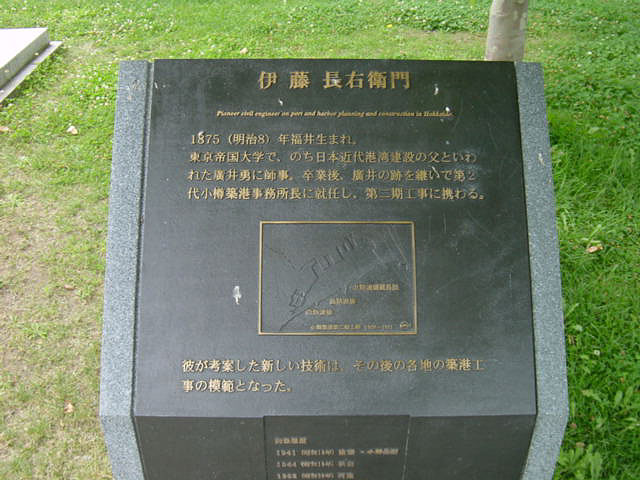 伊藤 長右衛門
Pioneer civil engineer on port and harbor planning and construction in Hokkaido
1875（明治8）年福井生まれ。
東京帝国大学で、のち日本近代港湾建設の父といわ
れた廣井勇に師事。卒業後、廣井の跡を継いで第2
代小樽築港事務所長に就任し、第二期工事に携わる。
彼が考案した新しい技術は、その後の各地の築港工
事の模範となった。
1941